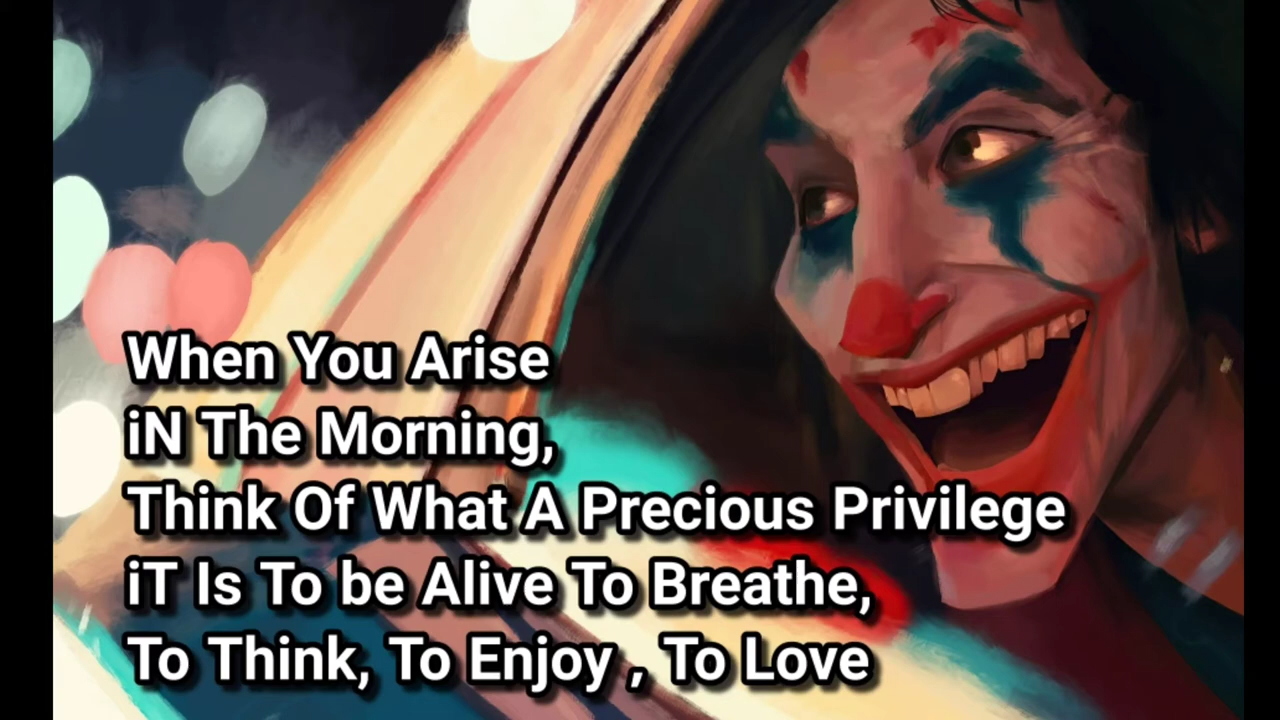 When You Arise
iN The Morning,
Think Of What A Precious Privilege
iT Is To be Alive To Breathe,
To Think, To Enjoy , To Love